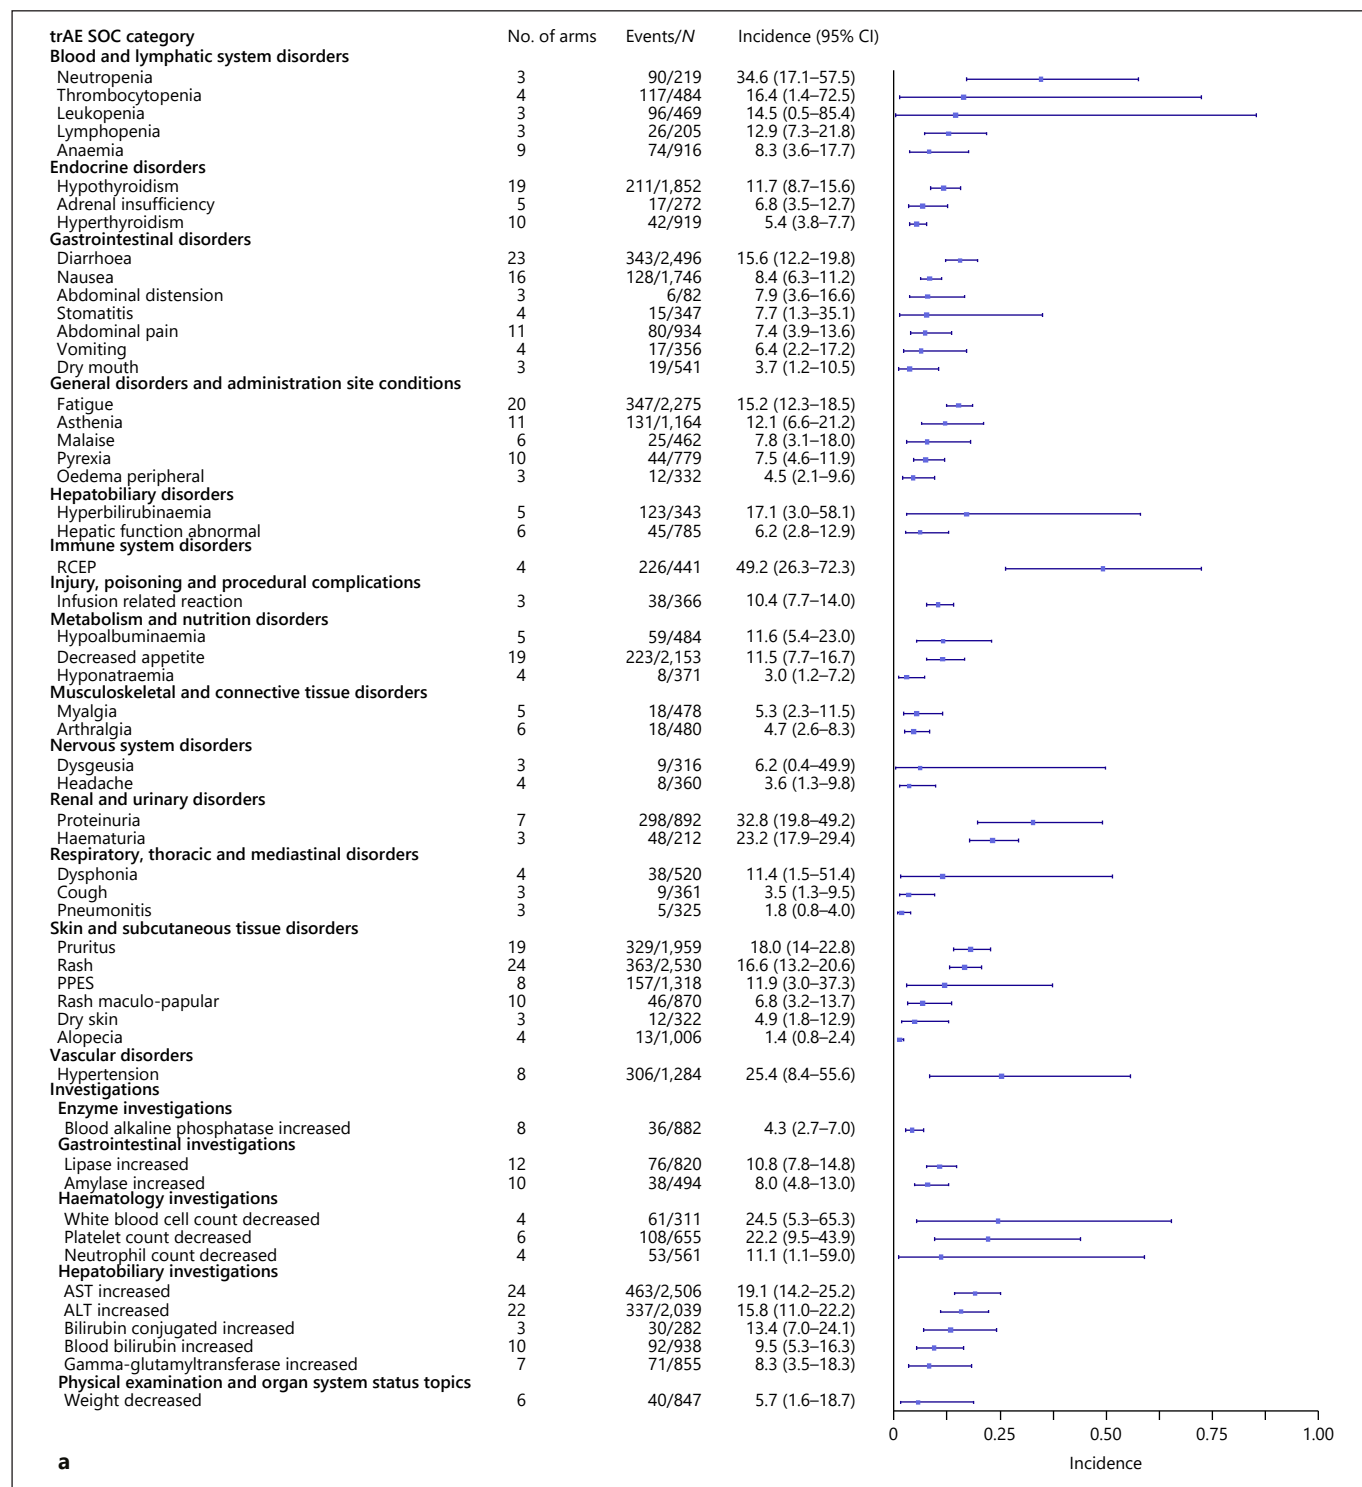 trAE SOC category No. of arms Events/N Incidence (95% CI)
Blood and lymphatic system disorders
Neutropenia 3 90/219 34.6 (17.1–57.5)
Thrombocytopenia 4 117/484 16.4 (1.4–72.5)
Leukopenia 3 96/469 14.5 (0.5–85.4)
Lymphopenia 3 26/205 12.9 (7.3–21.8)
Anaemia 9 74/916 8.3 (3.6–17.7)
Endocrine disorders
Hypothyroidism 19 211/1,852 11.7 (8.7–15.6)
Adrenal insufficiency 5 17/272 6.8 (3.5–12.7)
Hyperthyroidism 10 42/919 5.4 (3.8–7.7)
Gastrointestinal disorders
Diarrhoea 23 343/2,496 15.6 (12.2–19.8)
Nausea 16 128/1,746 8.4 (6.3–11.2)
Abdominal distension 3 6/82 7.9 (3.6–16.6)
Stomatitis 4 15/347 7.7 (1.3–35.1)
Abdominal pain 11 80/934 7.4 (3.9–13.6)
Vomiting 4 17/356 6.4 (2.2–17.2)
Dry mouth 3 19/541 3.7 (1.2–10.5)
General disorders and administration site conditions
Fatigue 20 347/2,275 15.2 (12.3–18.5)
Asthenia 11 131/1,164 12.1 (6.6–21.2)
Malaise 6 25/462 7.8 (3.1–18.0)
Pyrexia 10 44/779 7.5 (4.6–11.9)
Oedema peripheral 3 12/332 4.5 (2.1–9.6)
Hepatobiliary disorders
Hyperbilirubinaemia 5 123/343 17.1 (3.0–58.1)
Hepatic function abnormal 6 45/785 6.2 (2.8–12.9)
Immune system disorders
RCEP 4 226/441 49.2 (26.3–72.3)
Injury, poisoning and procedural complications
Infusion related reaction 3 38/366 10.4 (7.7–14.0)
Metabolism and nutrition disorders
Hypoalbuminaemia 5 59/484 11.6 (5.4–23.0)
Decreased appetite 19 223/2,153 11.5 (7.7–16.7)
Hyponatraemia 4 8/371 3.0 (1.2–7.2)
Musculoskeletal and connective tissue disorders
Myalgia 5 18/478 5.3 (2.3–11.5)
Arthralgia 6 18/480 4.7 (2.6–8.3)
Nervous system disorders
Dysgeusia 3 9/316 6.2 (0.4–49.9)
Headache 4 8/360 3.6 (1.3–9.8)
Renal and urinary disorders
Proteinuria 7 298/892 32.8 (19.8–49.2)
Haematuria 3 48/212 23.2 (17.9–29.4)
Respiratory, thoracic and mediastinal disorders
Dysphonia 4 38/520 11.4 (1.5–51.4)
Cough 3 9/361 3.5 (1.3–9.5)
Pneumonitis 3 5/325 1.8 (0.8–4.0)
Skin and subcutaneous tissue disorders
Pruritus 19 329/1,959 18.0 (14–22.8)
Rash 24 363/2,530 16.6 (13.2–20.6)
PPES 8 157/1,318 11.9 (3.0–37.3)
Rash maculo-papular 10 46/870 6.8 (3.2–13.7)
Dry skin 3 12/322 4.9 (1.8–12.9)
Alopecia 4 13/1,006 1.4 (0.8–2.4)
Vascular disorders
Hypertension 8 306/1,284 25.4 (8.4–55.6)
Investigations
Enzyme investigations
Blood alkaline phosphatase increased 8 36/882 4.3 (2.7–7.0)
Gastrointestinal investigations
Lipase increased 12 76/820 10.8 (7.8–14.8)
Amylase increased 10 38/494 8.0 (4.8–13.0)
Haematology investigations
White blood cell count decreased 4 61/311 24.5 (5.3–65.3)
Platelet count decreased 6 108/655 22.2 (9.5–43.9)
Neutrophil count decreased 4 53/561 11.1 (1.1–59.0)
Hepatobiliary investigations
AST increased 24 463/2,506 19.1 (14.2–25.2)
ALT increased 22 337/2,039 15.8 (11.0–22.2)
Bilirubin conjugated increased 3 30/282 13.4 (7.0–24.1)
Blood bilirubin increased 10 92/938 9.5 (5.3–16.3)
Gamma-glutamyltransferase increased 7 71/855 8.3 (3.5–18.3)
Physical examination and organ system status topics
Weight decreased 6 40/847 5.7 (1.6–18.7)
0 0.25 0.50 0.75 1.00
a Incidence